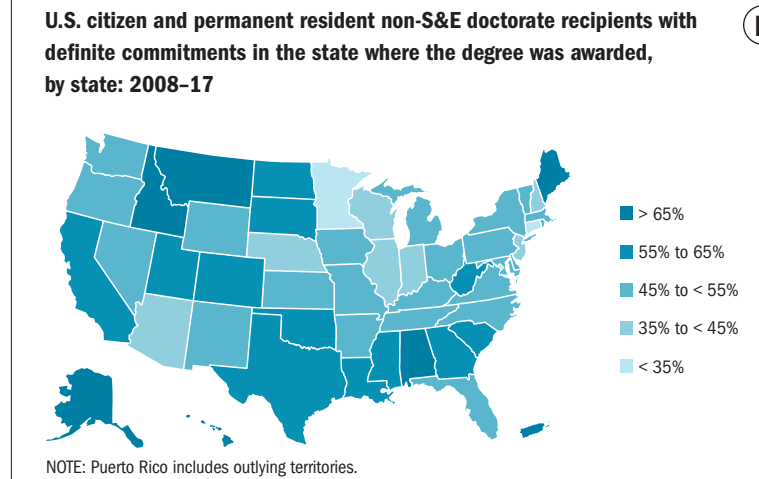 U.S. citizen and permanent resident non-S&E doctorate recipients with
definite commitments in the state where the degree was awarded,
by state: 2008–17
> 65%
55% to 65%
45% to < 55%
35% to < 45%
< 35%
NOTE: Puerto Rico includes outlying territories.